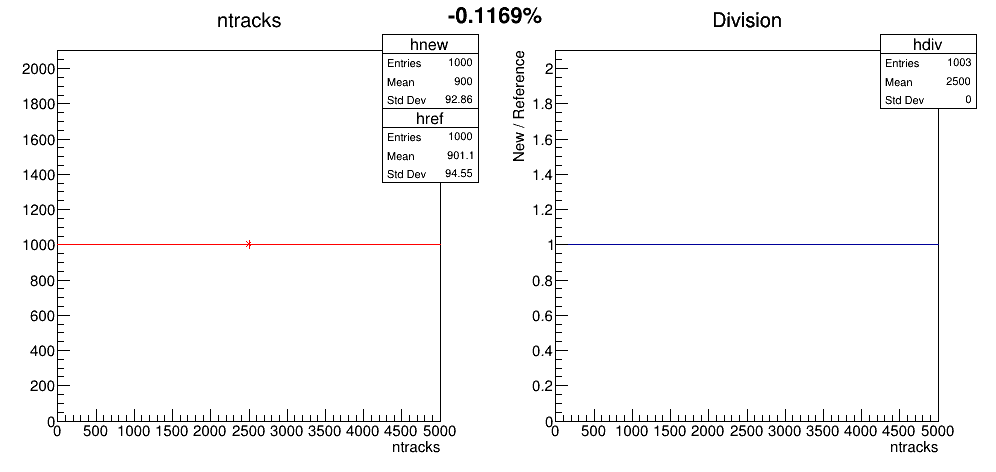 -0.1169%
ntracks
hnew
Entries 1000
Mean 900
Std Dev 92.86
href
Entries 1000
Mean 901.1
Std Dev 94.55
2000
1800
1600
1400
1200
1000
800
600
400
200
0
0 500 1000 1500 2000 2500 3000 3500 4000 4500 5000
ntracks
Division
hdiv
Entries 1003
Mean 2500
Std Dev 0
New / Reference
2
1.8
1.6
1.4
1.2
1
0.8
0.6
0.4
0.2
0
0 500 1000 1500 2000 2500 3000 3500 4000 4500 5000
ntracks